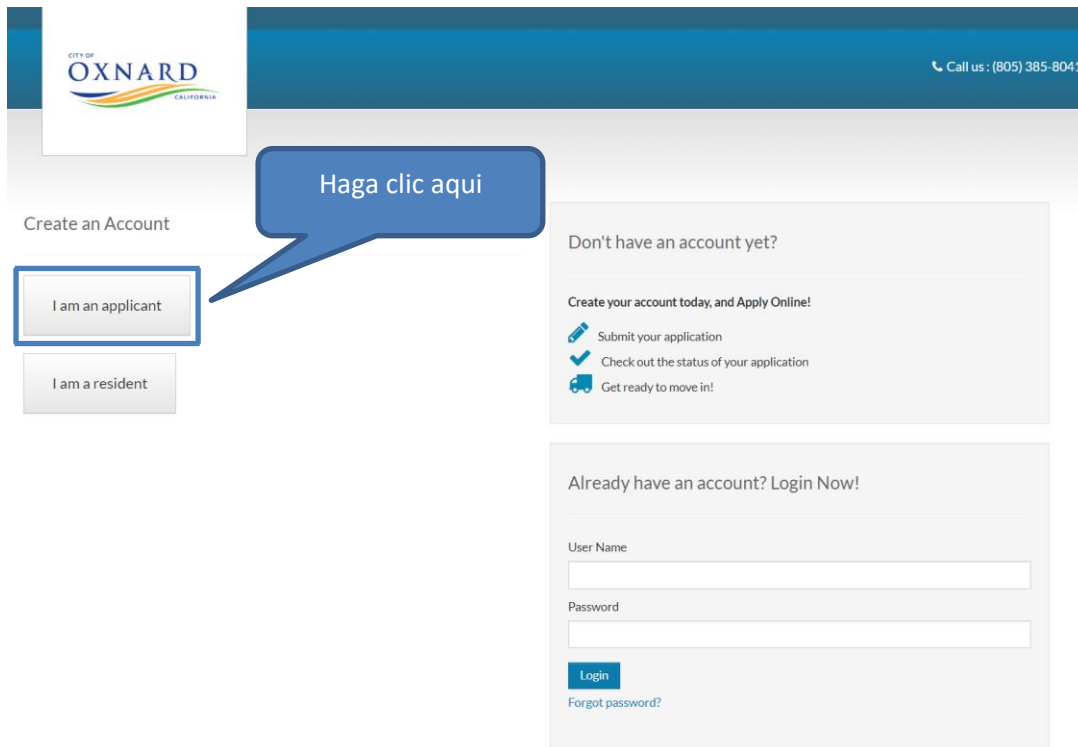 CITY OF
OXNARD
CALIFORNIA
Call us : (805) 385-8041
Haga clic aqui
Create an Account
I am an applicant
I am a resident
Don't have an account yet?
Create your account today, and Apply Online!
Submit your application
Check out the status of your application
Get ready to move in!
Already have an account? Login Now!
User Name
Password
Login
Forgot password?